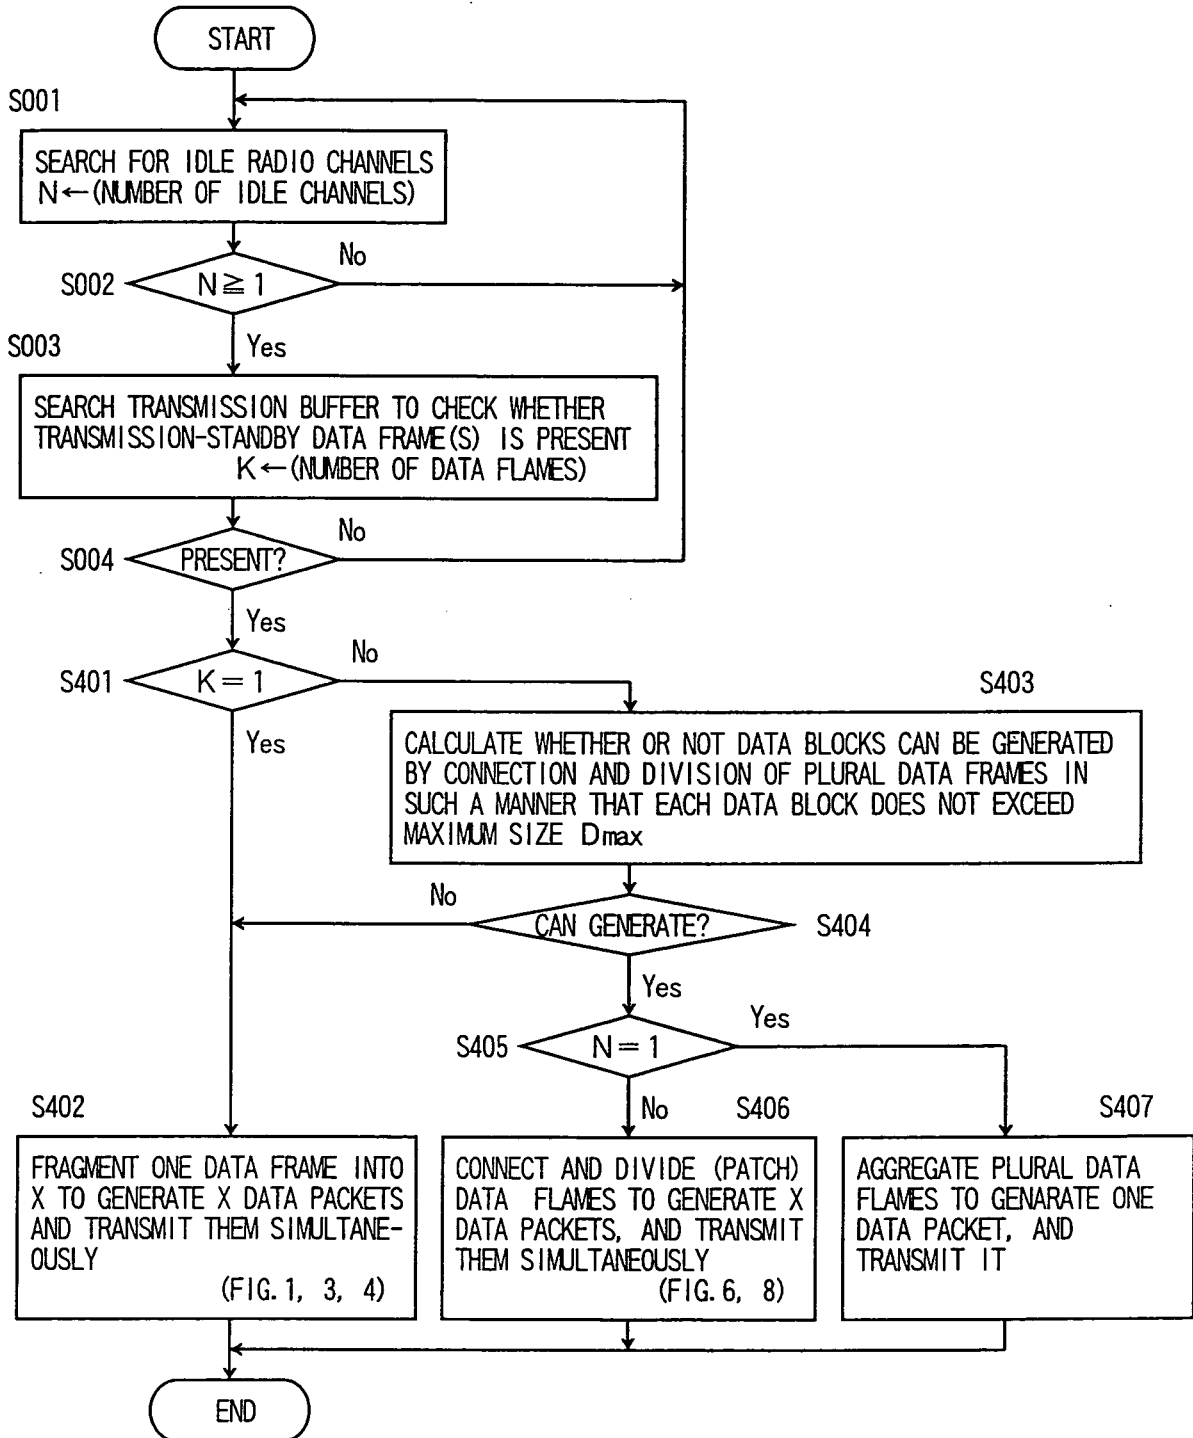 START
S001
SEARCH FOR IDLE RADIO CHANNELS
N←(NUMBER OF IDLE CHANNELS)
No
S002
N≧1
Yes
S003
SEARCH TRANSMISSION BUFFER TO CHECK WHETHER
TRANSMISSION-STANDBY DATA FRAME(S) IS PRESENT
K←(NUMBER OF DATA FLAMES)
No
S004
PRESENT?
Yes
No
S401
K=1
S403
Yes
CALCULATE WHETHER OR NOT DATA BLOCKS CAN BE GENERATED
BY CONNECTION AND DIVISION OF PLURAL DATA FRAMES IN
SUCH A MANNER THAT EACH DATA BLOCK DOES NOT EXCEED
MAXIMUM SIZE Dmax
No
CAN GENERATE?
S404
Yes
Yes
S405
N=1
No
S402
FRAGMENT ONE DATA FRAME INTO
X TO GENERATE X DATA PACKETS
AND TRANSMIT THEM SIMULTANE-
OUSLY
(FIG. 1, 3, 4)
S406
CONNECT AND DIVIDE (PATCH)
DATA FLAMES TO GENERATE X
DATA PACKETS, AND TRANSMIT
THEM SIMULTANEOUSLY
(FIG. 6, 8)
S407
AGGREGATE PLURAL DATA
FLAMES TO GENARATE ONE
DATA PACKET, AND
TRANSMIT IT
END